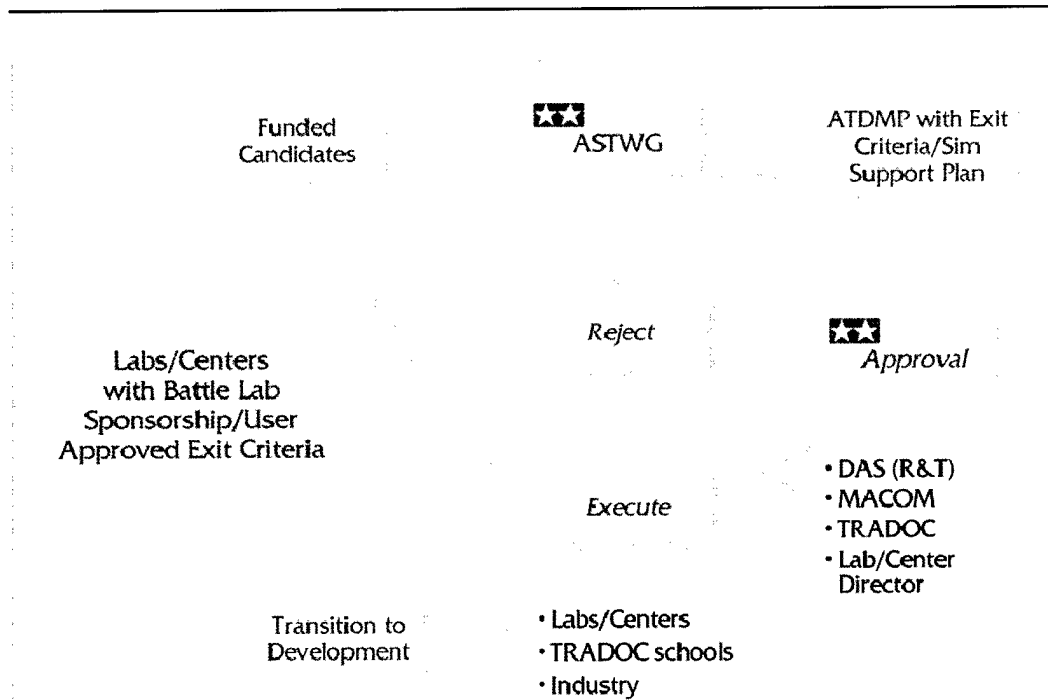 Funded
Candidates
ASTWG
ATDMP with Exit
Criteria/Sim
Support Plan
Labs/Centers
with Battle Lab
Sponsorship/User
Approved Exit Criteria
Reject
Approval
Execute
• DAS (R&T)
• MACOM
• TRADOC
• Lab/Center
Director
Transition to
Development
• Labs/Centers
• TRADOC schools
• Industry